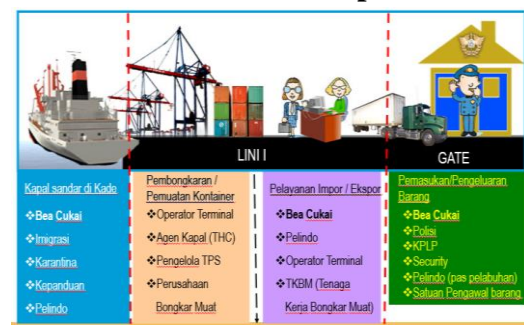 LINI I
GATE
Kapal sandar di Kade
❖Bea Cukai
❖Imigrasi
❖Karantina
❖Kepanduan
❖Pelindo
Pembongkaran /
Pemuatan Kontainer
❖Operator Terminal
❖Agen Kapal (THC)
❖Pengelola TPS
❖Perusahaan
Bongkar Muat
Pelayanan Impor / Ekspor
❖Bea Cukai
❖Pelindo
❖Operator Terminal
❖TKBM (Tenaga
Kerja Bongkar Muat)
Pemasukan/Pengeluaran
Barang
❖Bea Cukai
❖Polisi
❖KPLP
❖Security
❖Pelindo (pas pelabuhan)
❖Satuan Pengawal barang